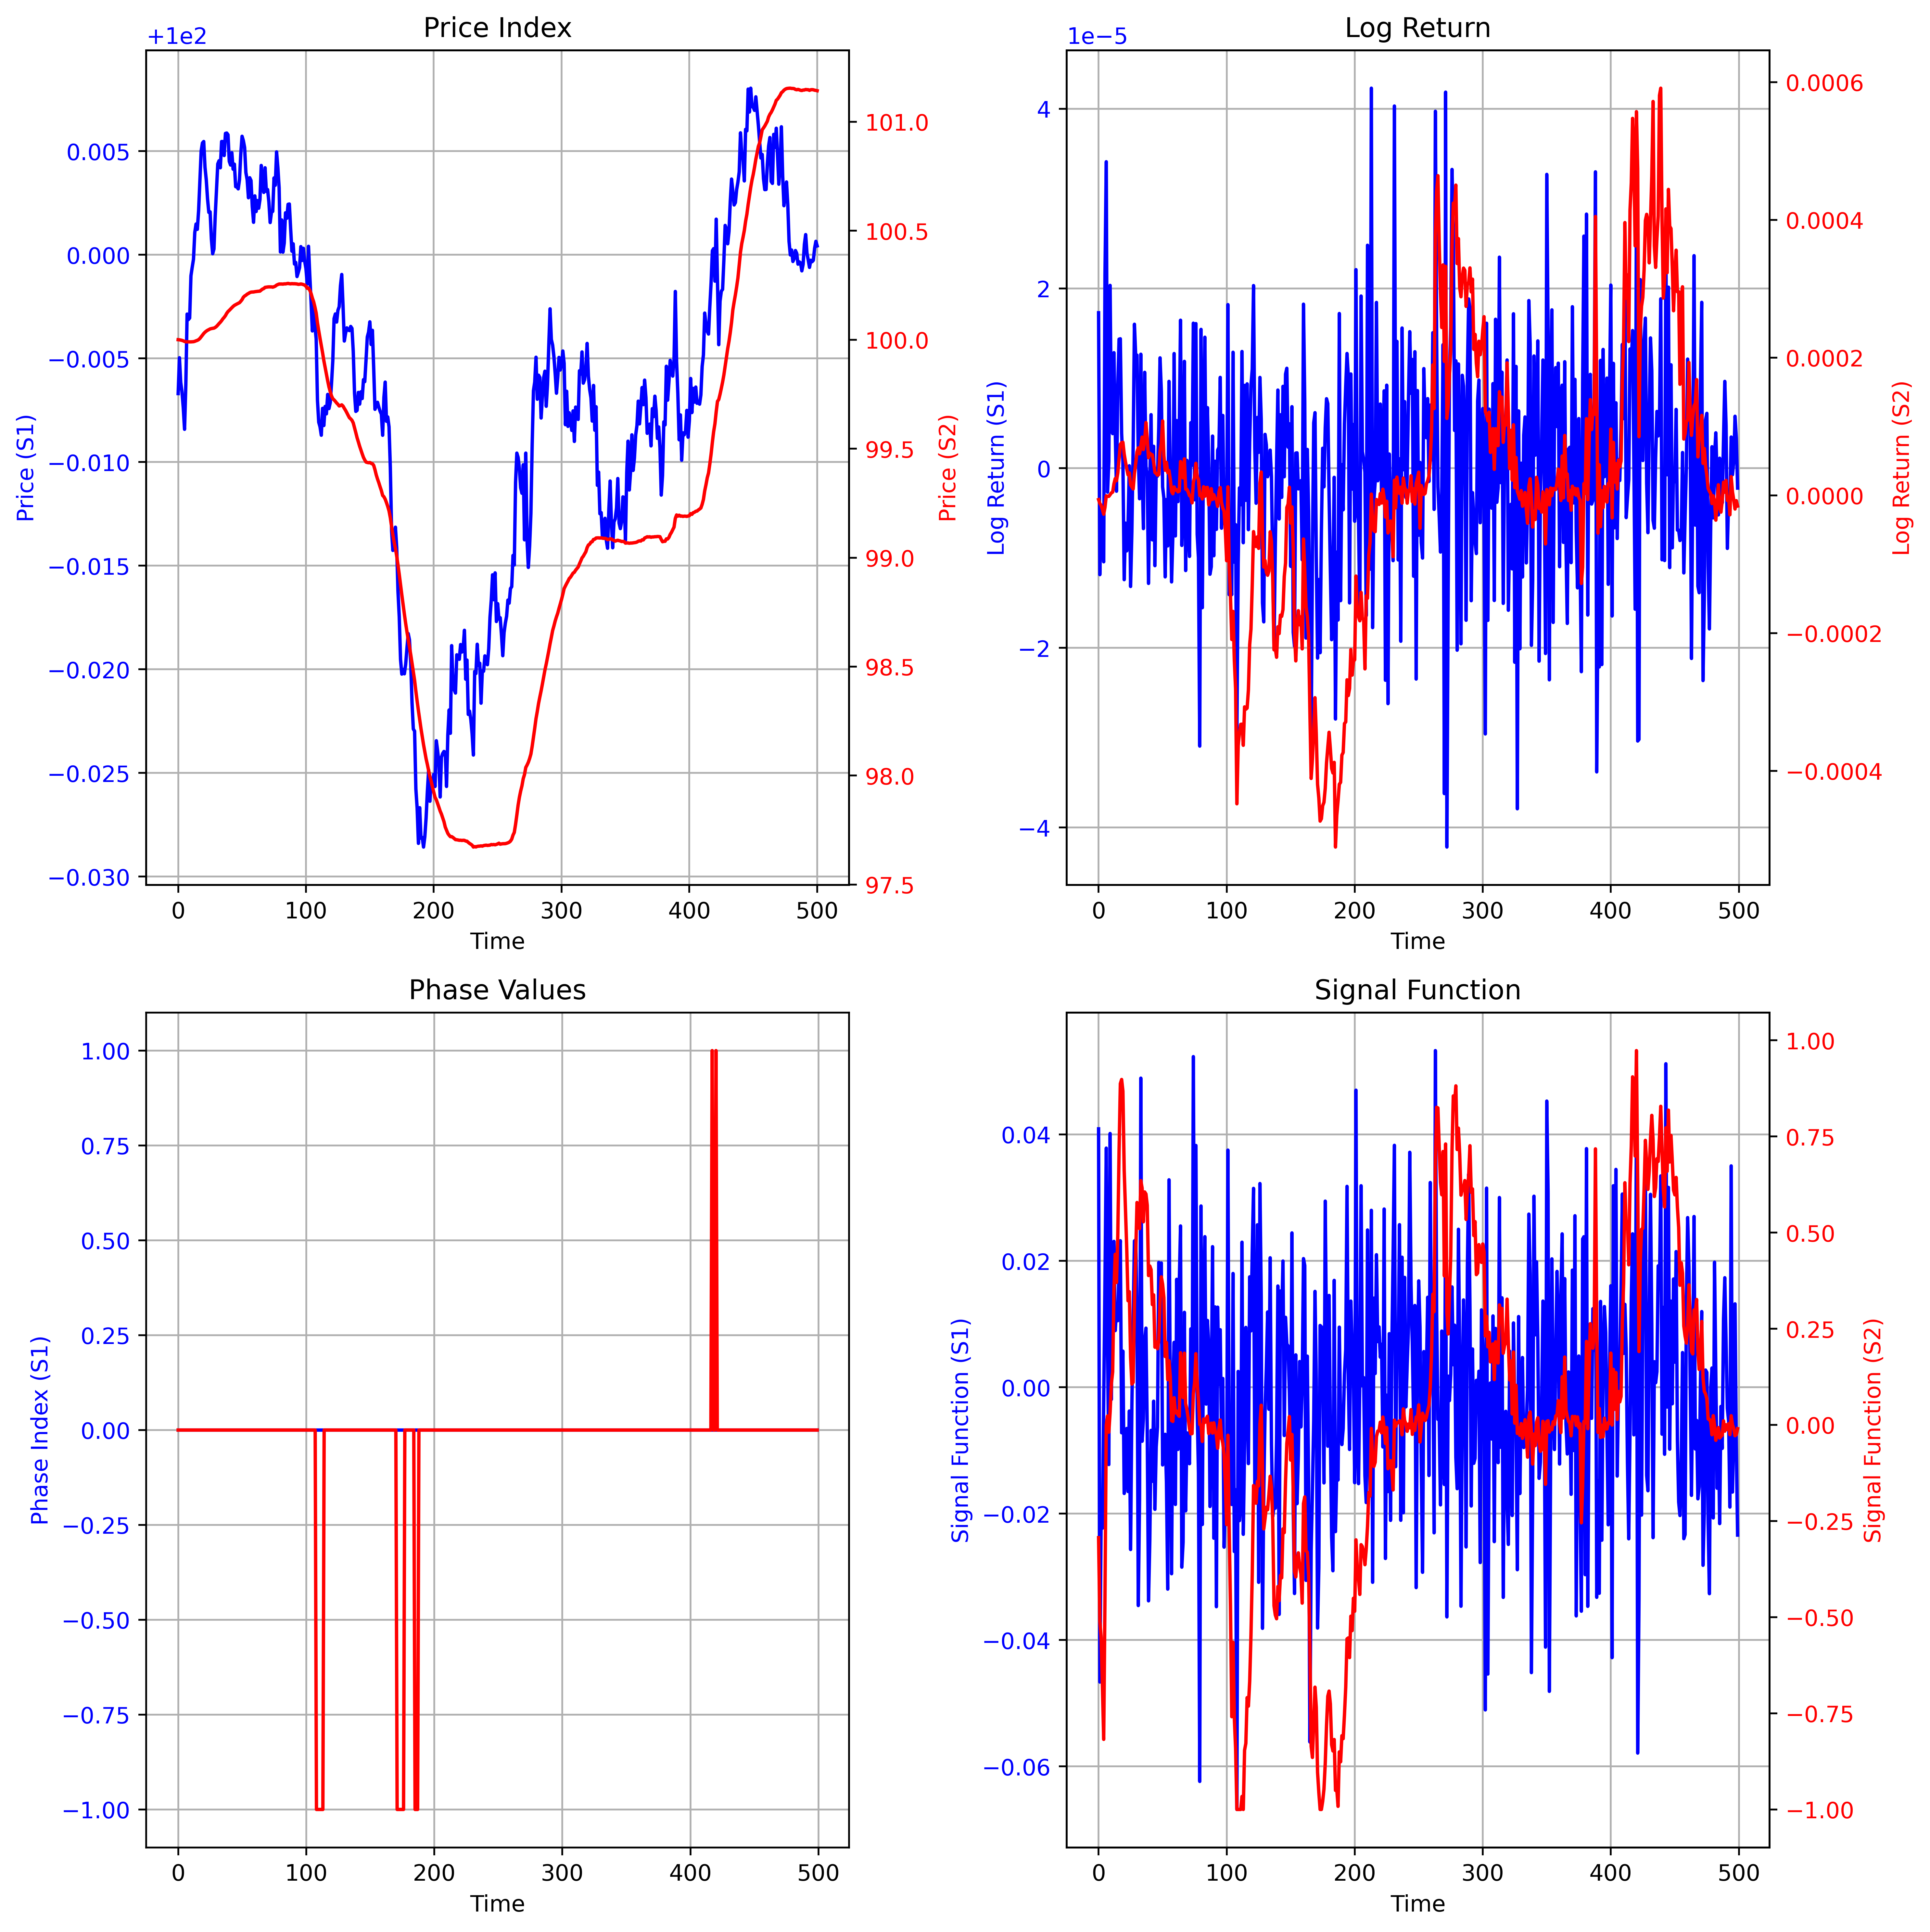 Price Index
+1e2
0.005
0.000
−0.005
−0.010
−0.015
−0.020
−0.025
−0.030
Price (S1)
101.0
100.5
100.0
99.5
99.0
98.5
98.0
97.5
Price (S2)
0 100 200 300 400 500
Time
Log Return
1e−5
4
2
0
−2
−4
Log Return (S1)
0.0006
0.0004
0.0002
0.0000
−0.0002
−0.0004
Log Return (S2)
0 100 200 300 400 500
Time
Phase Values
1.00
0.75
0.50
0.25
0.00
−0.25
−0.50
−0.75
−1.00
Phase Index (S1)
0 100 200 300 400 500
Time
Signal Function
0.04
0.02
0.00
−0.02
−0.04
−0.06
Signal Function (S1)
1.00
0.75
0.50
0.25
0.00
−0.25
−0.50
−0.75
−1.00
Signal Function (S2)
0 100 200 300 400 500
Time